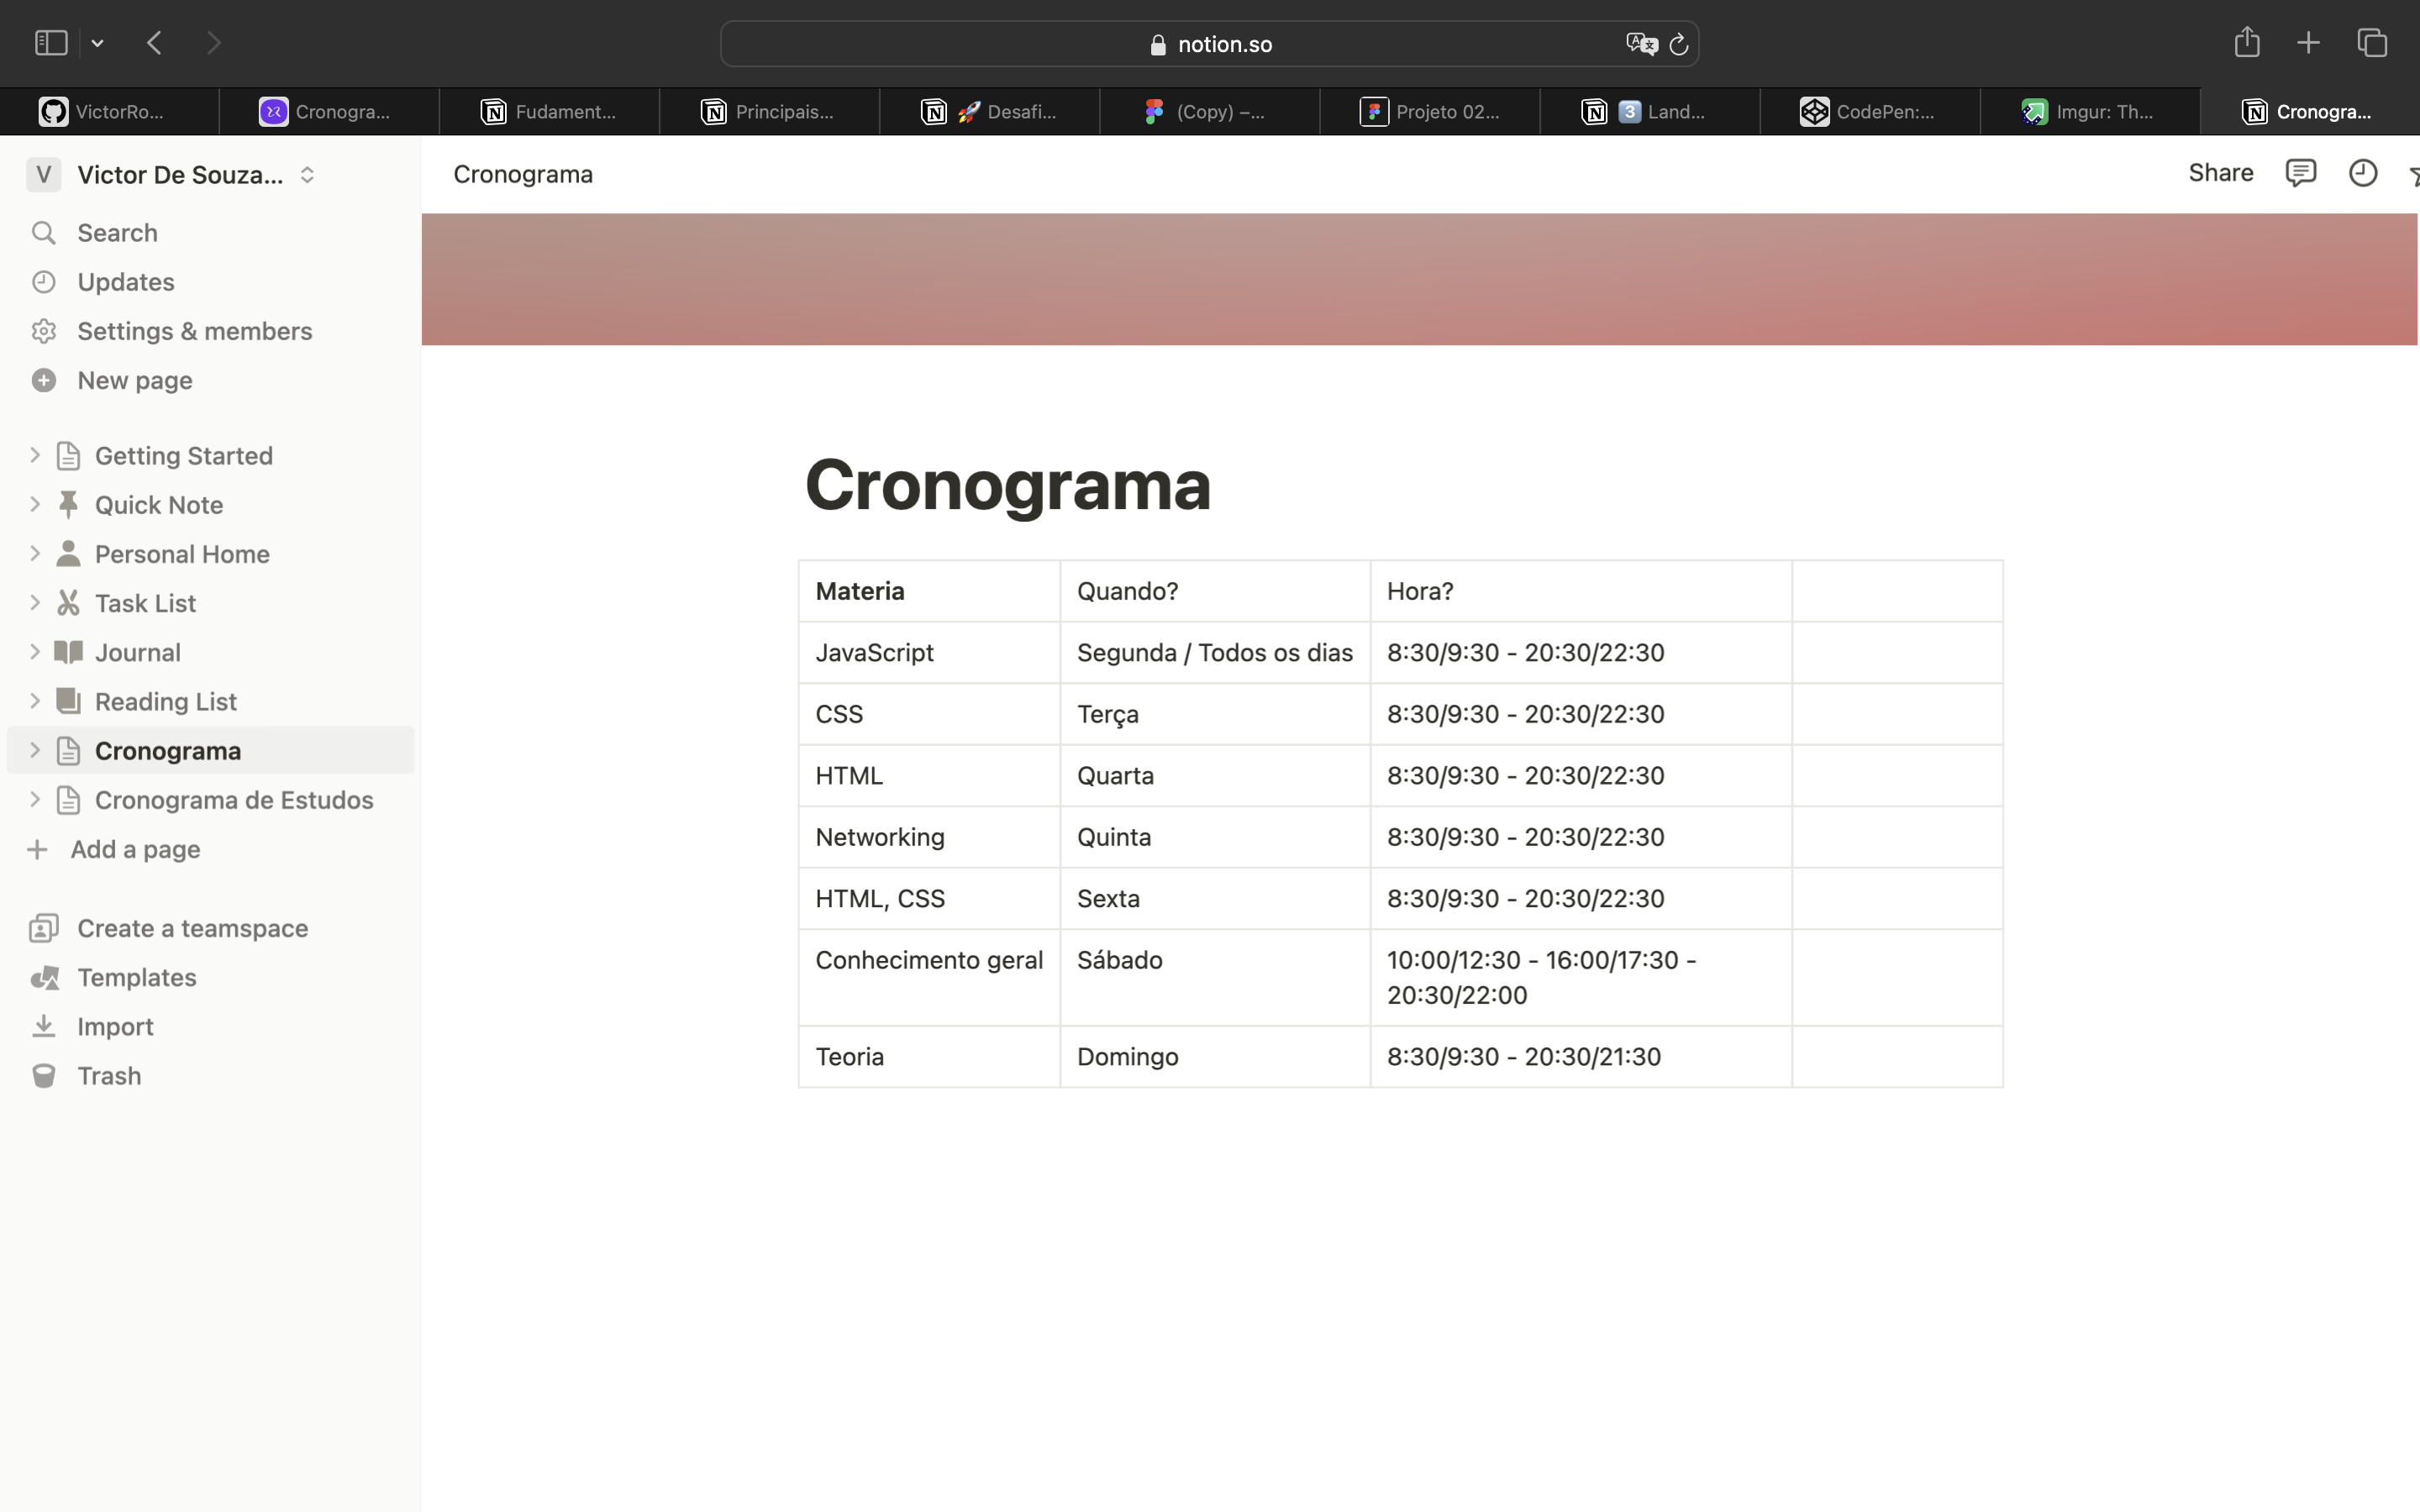 notion.so
VictorRo...
Cronogra...
Fudament...
Principais...
🚀 Desafi...
(Copy) –...
Projeto 02...
3 Land...
CodePen:...
Imgur: Th...
Cronogra...
V Victor De Souza...
Search
Updates
Settings & members
New page
Getting Started
Quick Note
Personal Home
Task List
Journal
Reading List
Cronograma
Cronograma de Estudos
Add a page
Create a teamspace
Templates
Import
Trash
Cronograma
Share
Cronograma
Materia Quando? Hora?
JavaScript Segunda / Todos os dias 8:30/9:30 - 20:30/22:30
CSS Terça 8:30/9:30 - 20:30/22:30
HTML Quarta 8:30/9:30 - 20:30/22:30
Networking Quinta 8:30/9:30 - 20:30/22:30
HTML, CSS Sexta 8:30/9:30 - 20:30/22:30
Conhecimento geral Sábado 10:00/12:30 - 16:00/17:30 -
20:30/22:00
Teoria Domingo 8:30/9:30 - 20:30/21:30